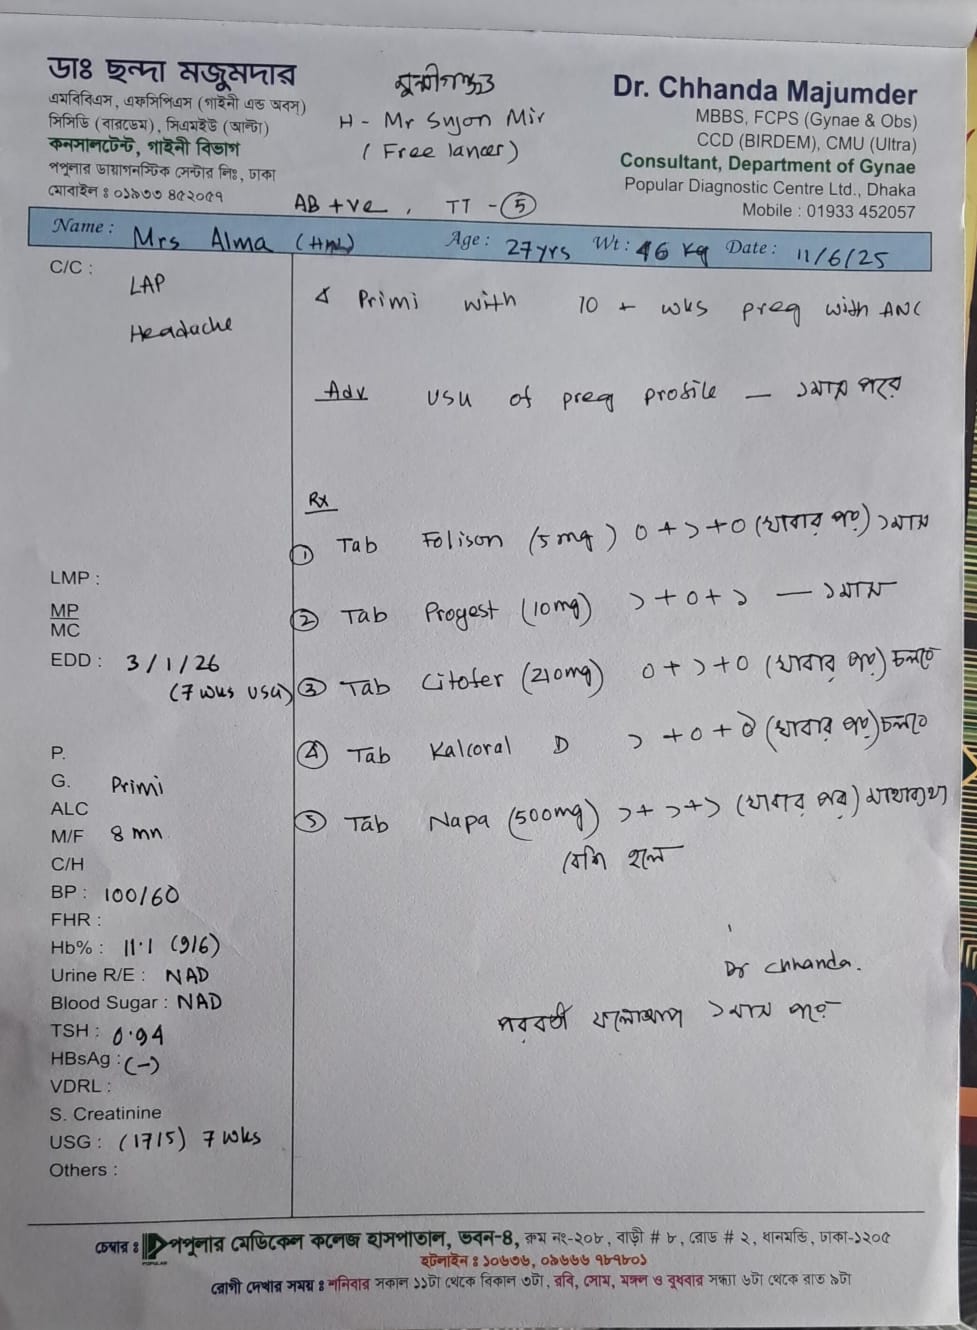 ডাঃ ছন্দা মজুমদার
এমবিবিএস, এফসিপিএস (গাইনী এন্ড অবস)
সিসিডি (বারডেম), সিএমইউ (আল্ট্রা)
কনসালটেন্ট, গাইনী বিভাগ
পপুলার ডায়াগনস্টিক সেন্টার লিঃ, ঢাকা
মোবাইল ঃ ০১৯৩৩ ৪৫২০৫৭
মুন্সীগঞ্জ
H - Mr Sujon Mir
(Free lancer)
AB +ve, TT - 5
Dr. Chhanda Majumder
MBBS, FCPS (Gynae & Obs)
CCD (BIRDEM), CMU (Ultra)
Consultant, Department of Gynae
Popular Diagnostic Centre Ltd., Dhaka
Mobile : 01933 452057
Name : Mrs Alma Age : 27 yrs Wt : 46 kg Date : 11/6/25
C/C :
LAP
Headache
LMP :
MP
MC
EDD : 3/1/26
(7 wks USG)
P.
G. Primi
ALC
M/F 8 mn
C/H
BP : 100/60
FHR :
Hb% : 11.1 (9/6)
Urine R/E : NAD
Blood Sugar : NAD
TSH : 0.94
HBsAg : (-)
VDRL :
S. Creatinine
USG : (17/5) 7 wks
Others :
Primi with 10 + wks preg with ANC
Adv USG of preg profile — ১মাস পরে
Rx
① Tab Folison (5 mg) 0 + ১ + 0 (খাবার পরে) ১মাস
② Tab Progest (10mg) ১ + 0 + ১ — ১মাস
③ Tab Citofer (210mg) 0 + ১ + 0 (খাবার পরে) চলবে
④ Tab Kalcoral D ১ + 0 + 0 (খাবার পরে) চলবে
⑤ Tab Napa (500mg) ১ + ১ + ১ (খাবার পর) মাথাব্যথা
বেশি হলে
Dr Chhanda.
পরবর্তী ১মাস পরে
চেম্বার ঃ পপুলার মেডিকেল কলেজ হাসপাতাল, ভবন-4, রুম নং-২০৮, বাড়ী # ৮, রোড # ২, ধানমন্ডি, ঢাকা-১২০৫
POPULAR
হটলাইন ঃ ১০৬৩৬, ০৯৬৬৬ ৭৮৭৮০১
রোগী দেখার সময় ঃ শনিবার সকাল ১১টা থেকে বিকাল ৩টা, রবি, সোম, মঙ্গল ও বুধবার সন্ধ্যা ৬টা থেকে রাত ৯টা